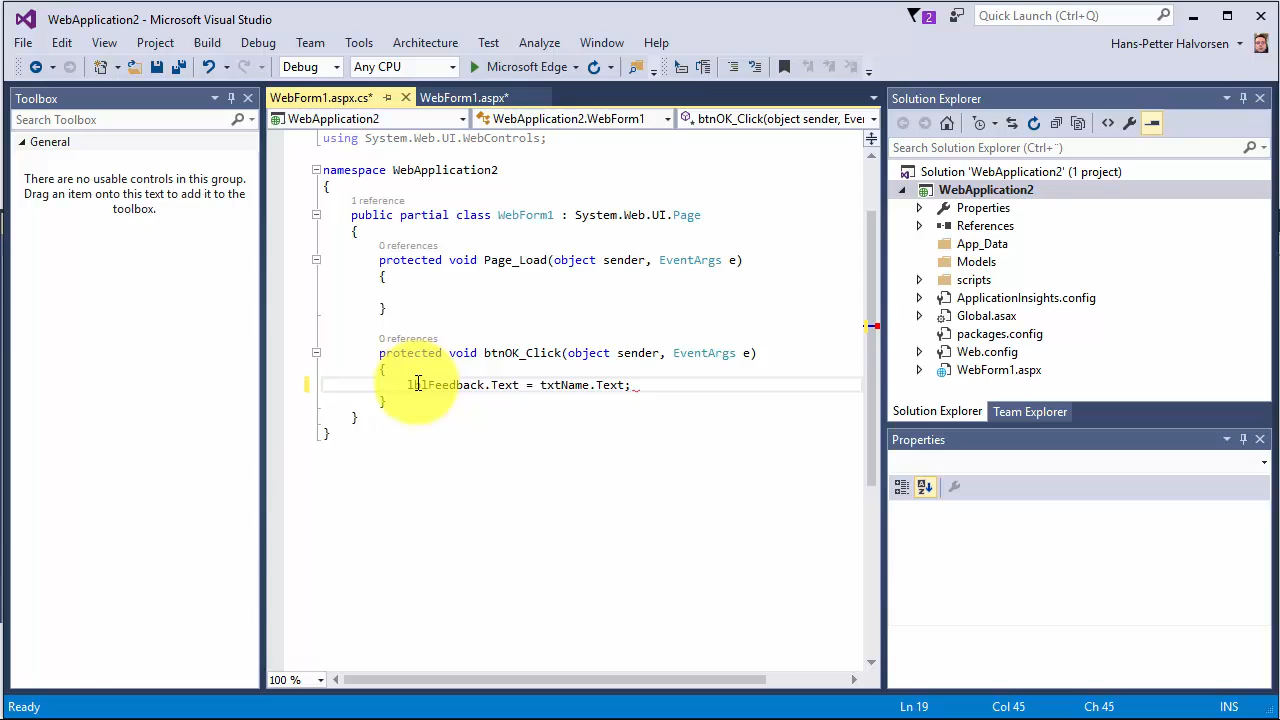 WebApplication2 - Microsoft Visual Studio
2
Quick Launch (Ctrl+Q)
File Edit View Project Build Debug Team Tools Architecture Test Analyze Window Help
Hans-Petter Halvorsen
Debug Any CPU Microsoft Edge
Toolbox
Search Toolbox
General
There are no usable controls in this group.
Drag an item onto this text to add it to the
toolbox.
WebForm1.aspx.cs* WebForm1.aspx*
WebApplication2 WebApplication2.WebForm1 btnOK_Click(object sender, Even
using System.Web.UI.WebControls;
namespace WebApplication2
{
1 reference
public partial class WebForm1 : System.Web.UI.Page
{
0 references
protected void Page_Load(object sender, EventArgs e)
{
}
0 references
protected void btnOK_Click(object sender, EventArgs e)
{
lblFeedback.Text = txtName.Text;
}
}
}
100 %
Solution Explorer
Search Solution Explorer (Ctrl+¨)
Solution 'WebApplication2' (1 project)
WebApplication2
Properties
References
App_Data
Models
scripts
ApplicationInsights.config
Global.asax
packages.config
Web.config
WebForm1.aspx
Solution Explorer Team Explorer
Properties
Ready Ln 19 Col 45 Ch 45 INS